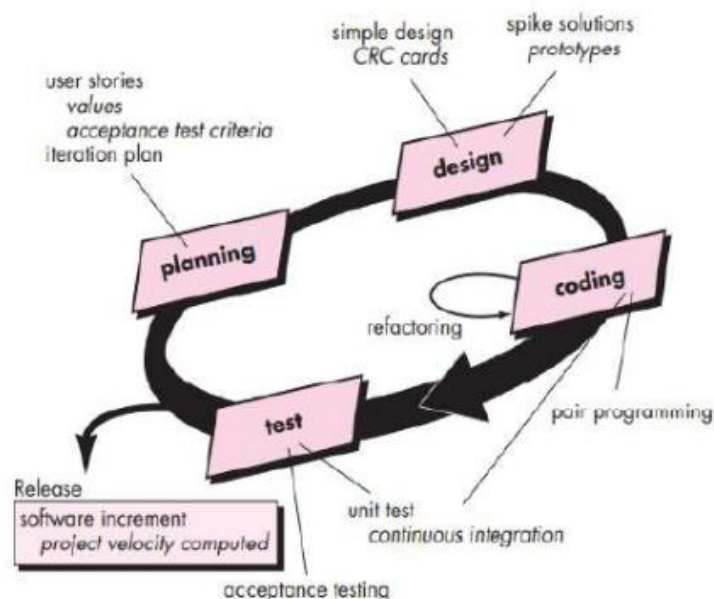 spike solutions
prototypes
simple design
CRC cards
user stories
values
acceptance test criteria
iteration plan
design
planning
coding
refactoring
pair programming
test
unit test
continuous integration
acceptance testing
Release
software increment
project velocity computed